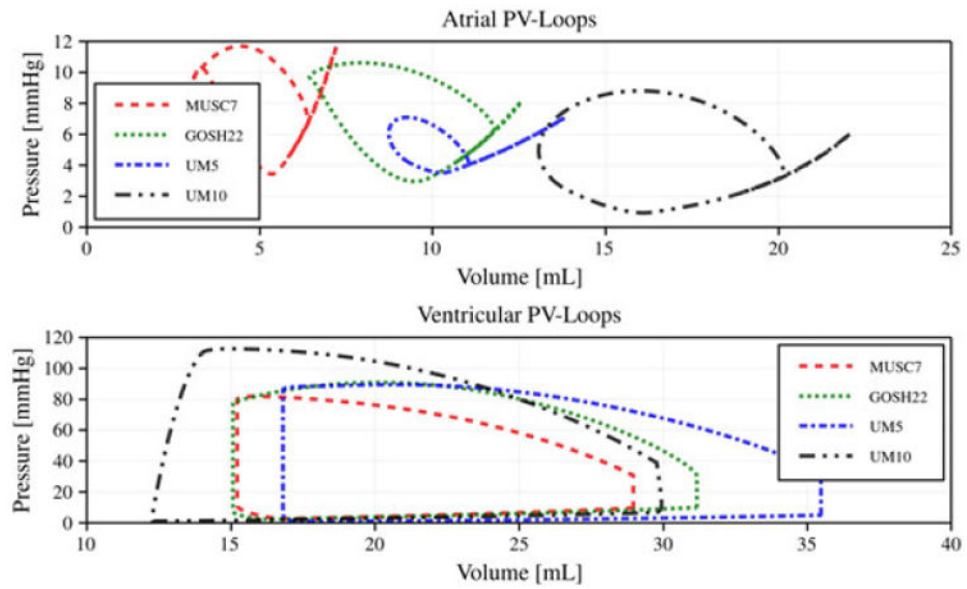 Atrial PV-Loops
12
10
8
6
4
2
0
Pressure [mmHg]
MUSC7
GOSH22
UM5
UM10
0 5 10 15 20 25
Volume [mL]
Ventricular PV-Loops
120
100
80
60
40
20
0
Pressure [mmHg]
MUSC7
GOSH22
UM5
UM10
10 15 20 25 30 35 40
Volume [mL]